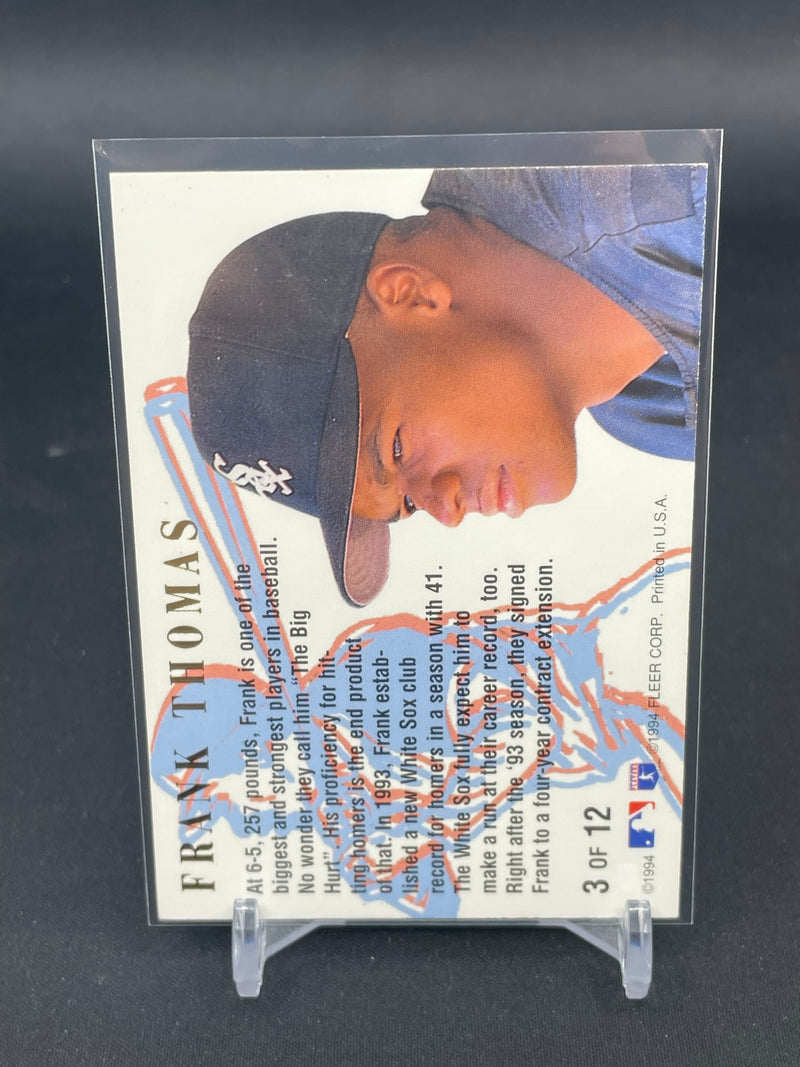 FRANK THOMAS
At 6-5, 257 pounds, Frank is one of the
biggest and strongest players in baseball.
No wonder they call him "The Big
Hurt". His proficiency for hit-
ting homers is the end product
of that. In 1993, Frank estab-
lished a new White Sox club
record for homers in a season with 41.
The White Sox fully expect him to
make a run at their career record, too.
Right after the '93 season, they signed
Frank to a four-year contract extension.
3 OF 12
©1994
©1994 FLEER CORP. Printed in U.S.A.
Sox